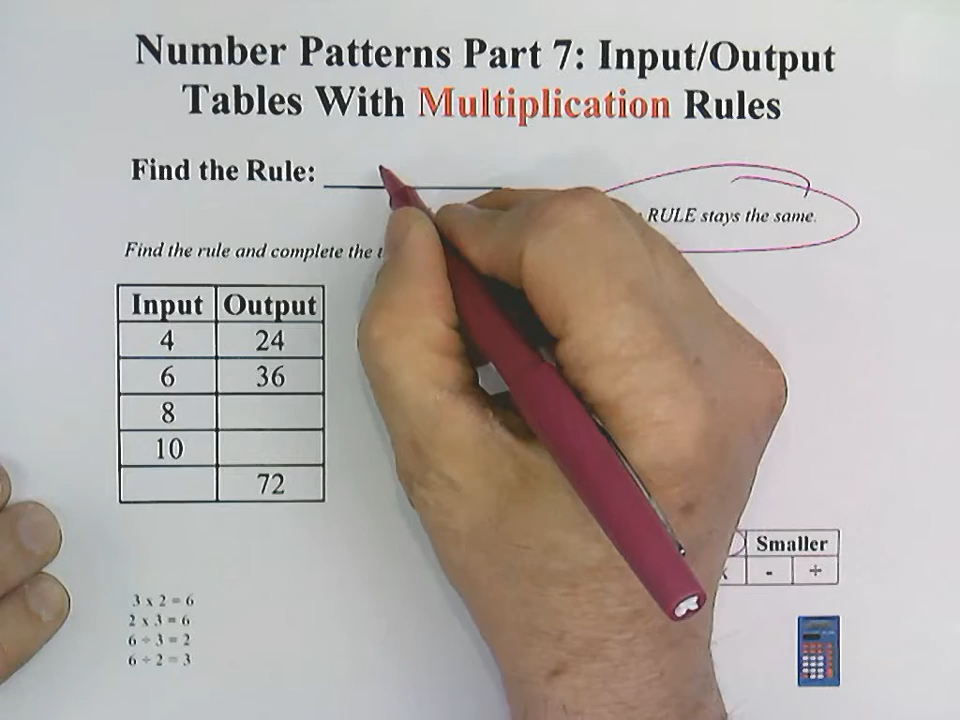 Number Patterns Part 7: Input/Output
Tables With Multiplication Rules
Find the Rule:
RULE stays the same.
Find the rule and complete the
Input Output
4 24
6 36
8
10
72
Smaller
- ÷
3 x 2 = 6
2 x 3 = 6
6 ÷ 3 = 2
6 ÷ 2 = 3